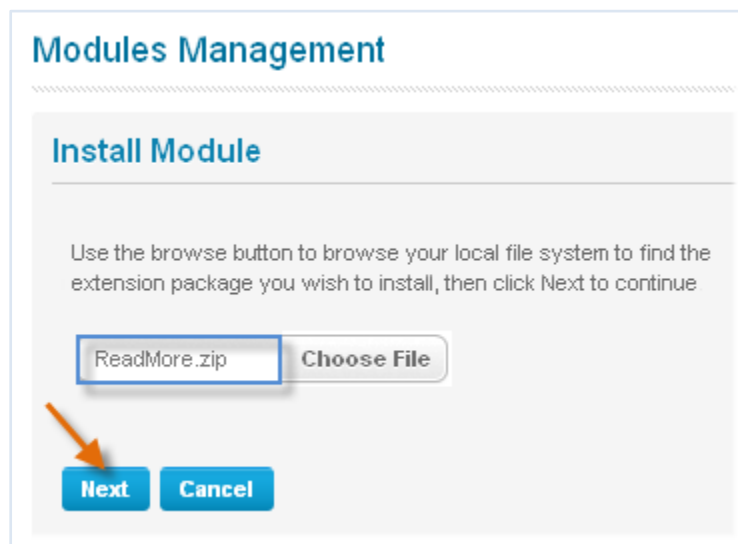 Modules Management
Install Module
Use the browse button to browse your local file system to find the
extension package you wish to install, then click Next to continue
ReadMore.zip Choose File
Next Cancel